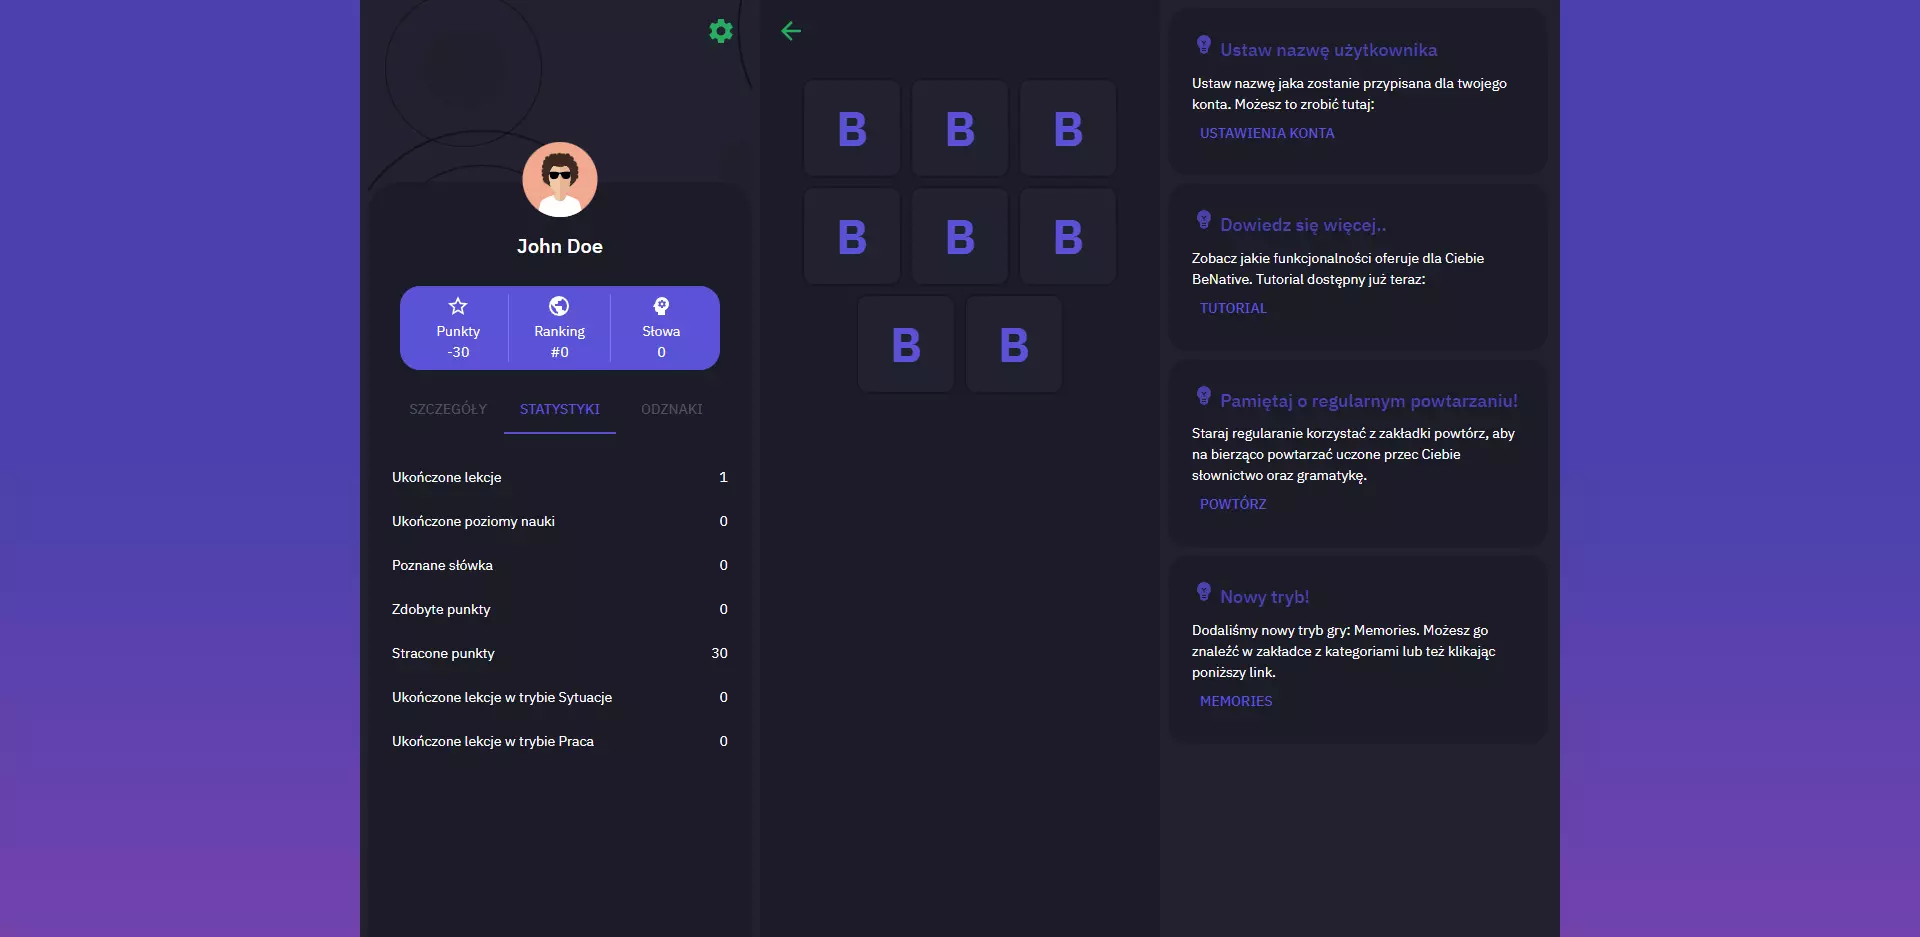 John Doe
Punkty
-30
Ranking
#0
Słowa
0
SZCZEGÓŁY STATYSTYKI ODZNAKI
Ukończone lekcje 1
Ukończone poziomy nauki 0
Poznane słówka 0
Zdobyte punkty 0
Stracone punkty 30
Ukończone lekcje w trybie Sytuacje 0
Ukończone lekcje w trybie Praca 0
B B B
B B B
B B
Ustaw nazwę użytkownika
Ustaw nazwę jaka zostanie przypisana dla twojego
konta. Możesz to zrobić tutaj:
USTAWIENIA KONTA
Dowiedz się więcej..
Zobacz jakie funkcjonalności oferuje dla Ciebie
BeNative. Tutorial dostępny już teraz:
TUTORIAL
Pamiętaj o regularnym powtarzaniu!
Staraj regularanie korzystać z zakładki powtórz, aby
na bierząco powtarzać uczone przec Ciebie
słownictwo oraz gramatykę.
POWTÓRZ
Nowy tryb!
Dodaliśmy nowy tryb gry: Memories. Możesz go
znaleźć w zakładce z kategoriami lub też klikając
poniższy link.
MEMORIES